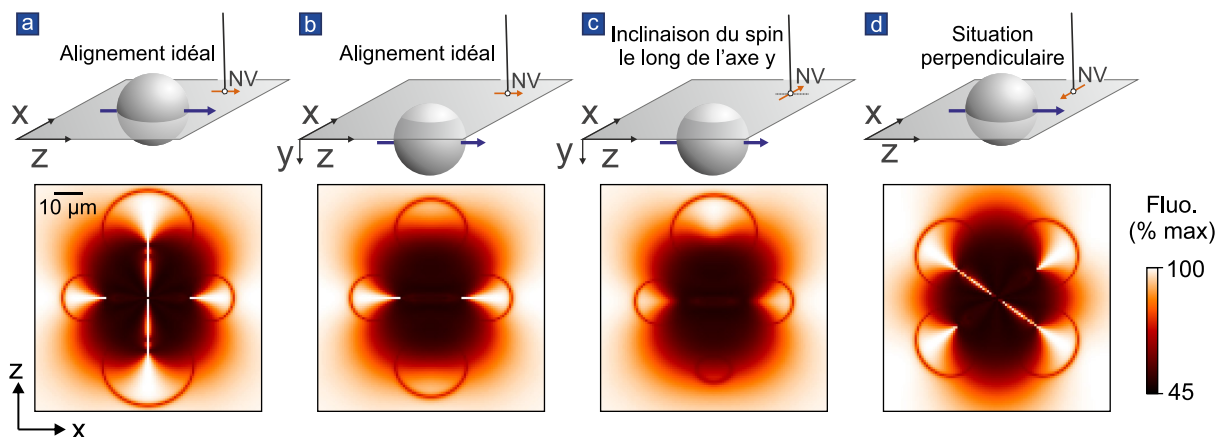 a
Alignement idéal
NV
x
z
b
Alignement idéal
NV
x
y
z
c
Inclinaison du spin
le long de l'axe y
NV
x
y
z
d
Situation
perpendiculaire
NV
x
z
10 µm
z
x
Fluo.
(% max)
100
45